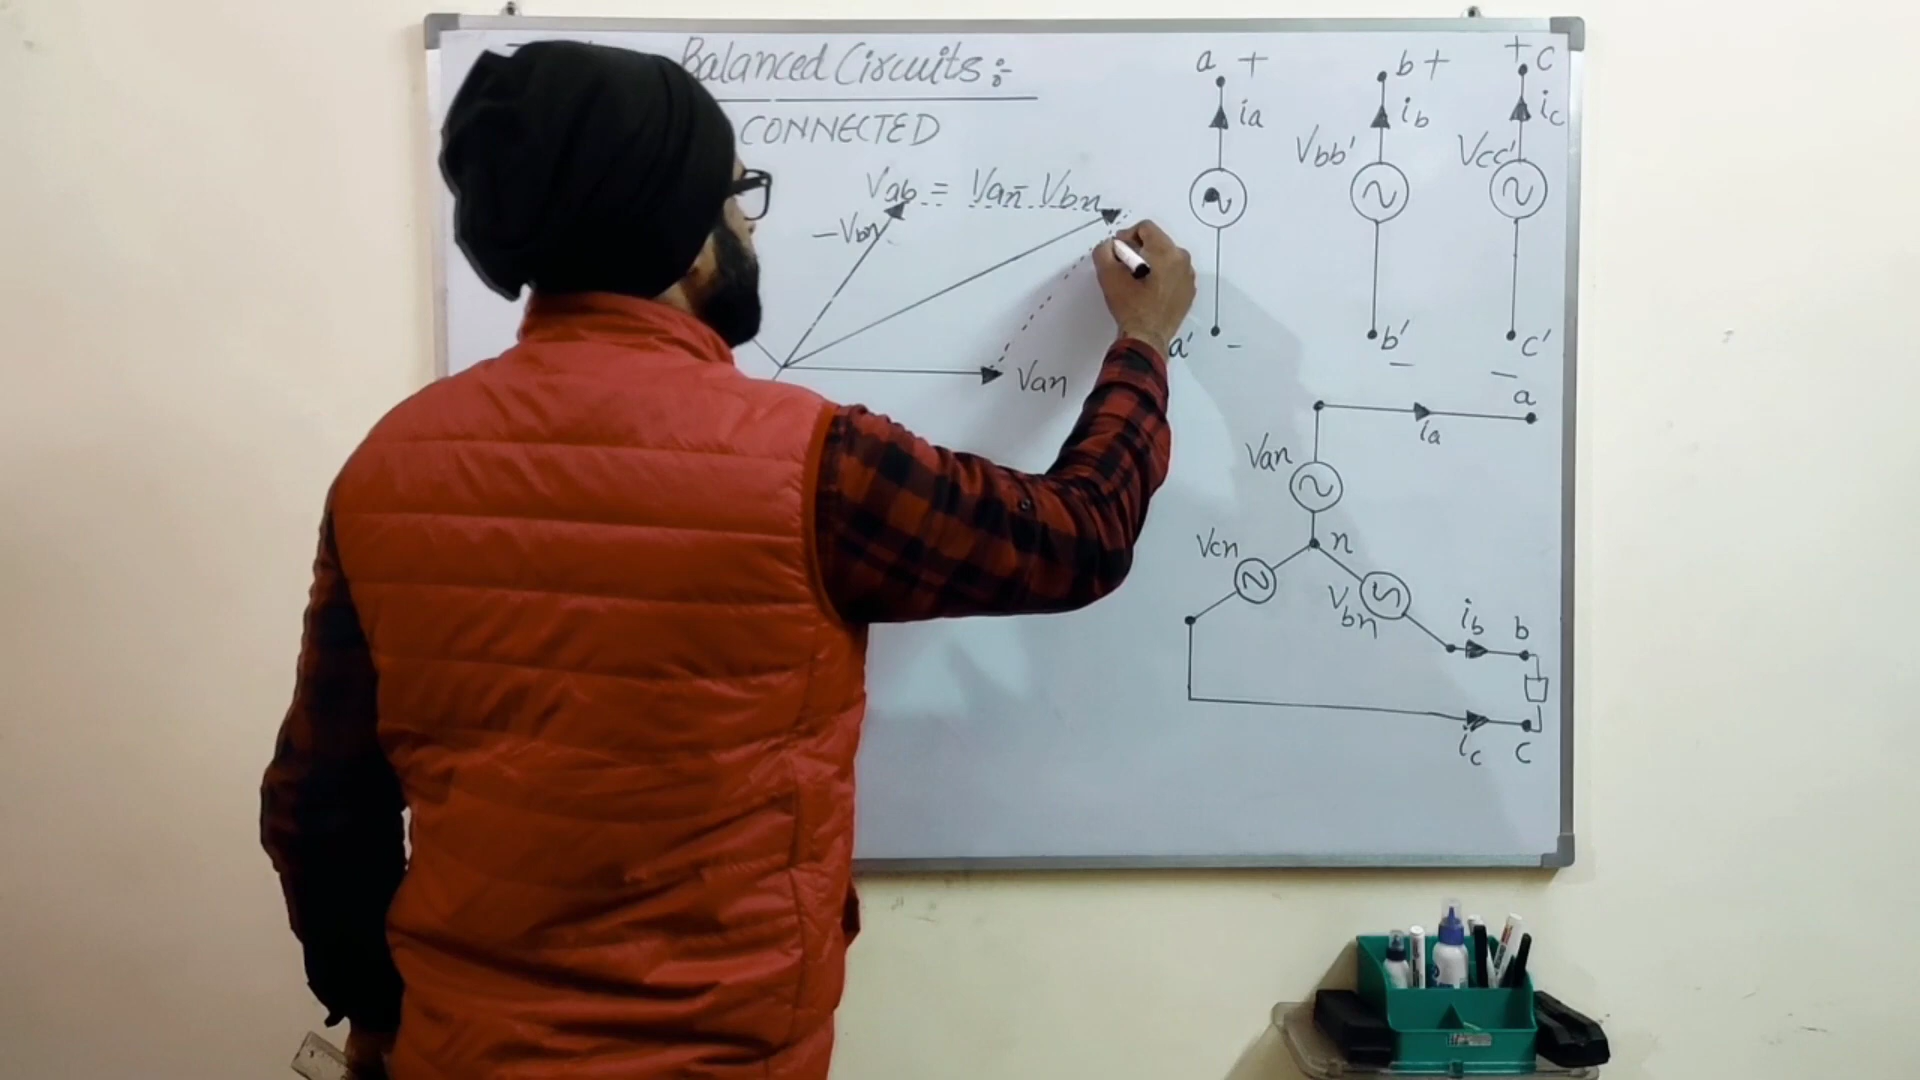 Balanced Circuits:-
CONNECTED
Vab = Van - Vbn
-Vbn
Van
a +
ia
a' -
b +
ib
Vbb'
b'
-
+ c
ic
Vcc'
c'
-
a
ia
Van
n
Vcn
Vbn
ib
b
ic
c